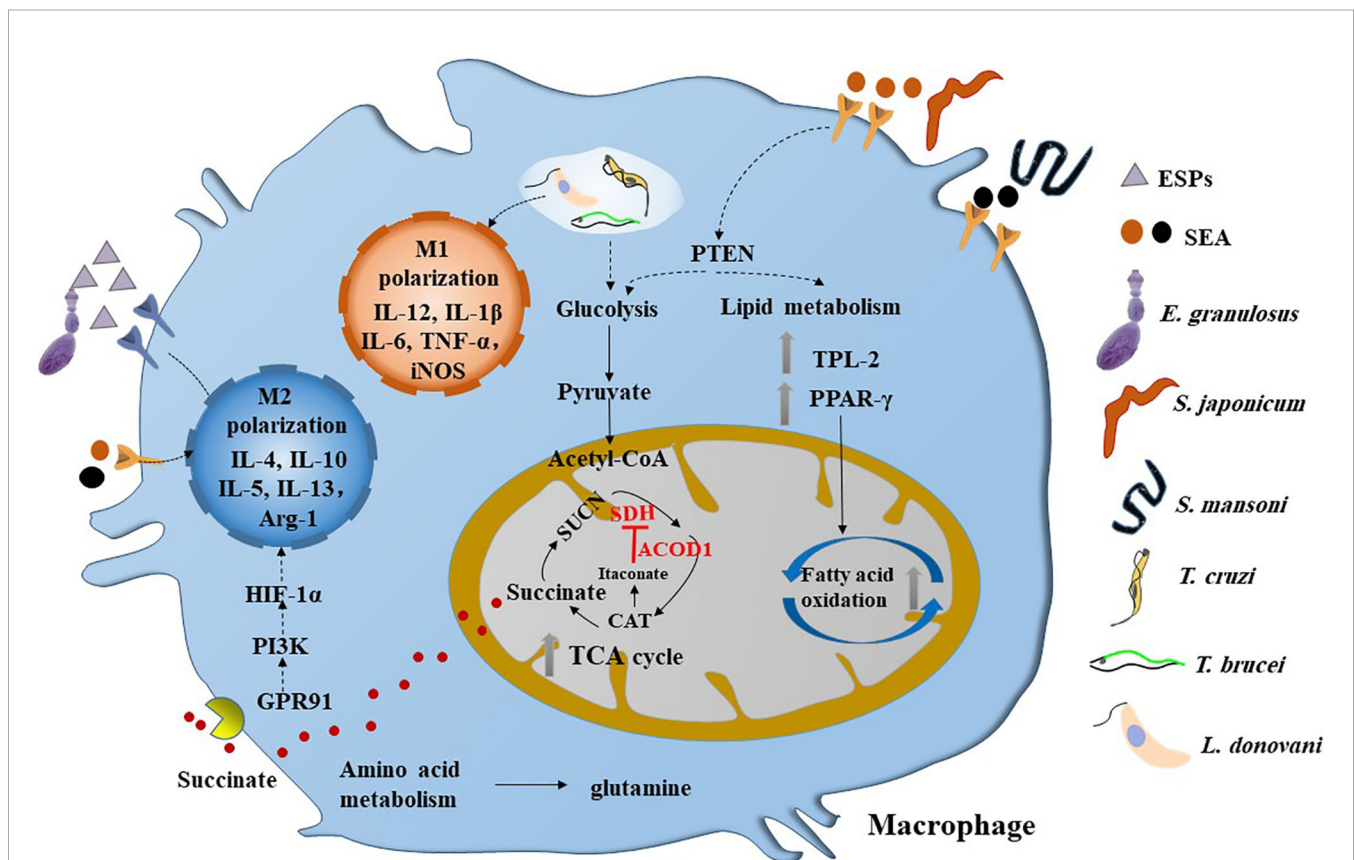 M1
polarization
IL-12, IL-1β
IL-6, TNF-α,
iNOS
PTEN
Glucolysis
Lipid metabolism
TPL-2
PPAR-γ
Pyruvate
Acetyl-CoA
M2
polarization
IL-4, IL-10
IL-5, IL-13,
Arg-1
HIF-1α
PI3K
GPR91
Succinate
SUCN
SDH
ACOD1
Itaconate
Succinate
CAT
TCA cycle
Fatty acid
oxidation
Amino acid
metabolism
glutamine
Macrophage
ESPs
SEA
E. granulosus
S. japonicum
S. mansoni
T. cruzi
T. brucei
L. donovani